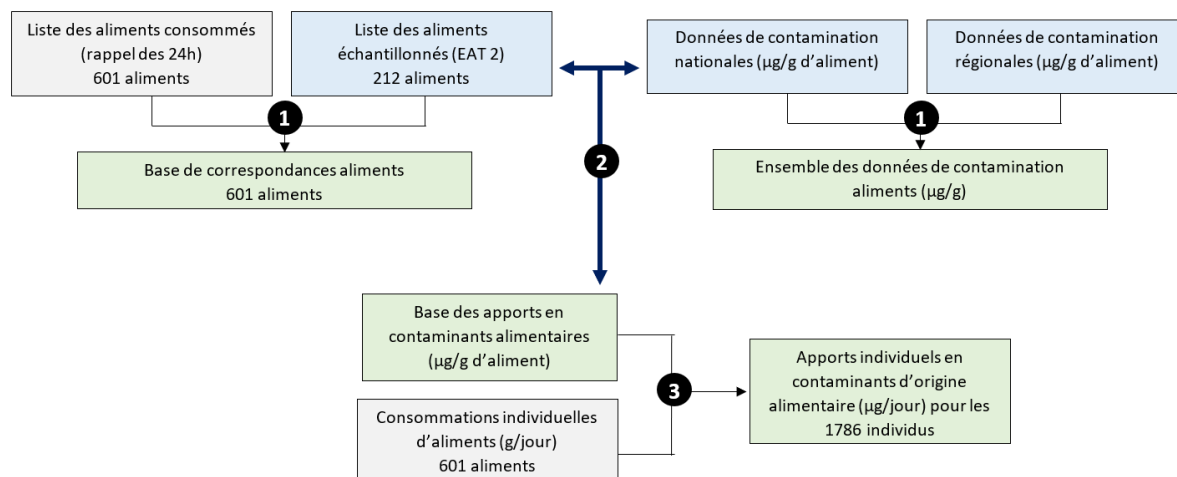 Liste des aliments consommés
(rappel des 24h)
601 aliments
Liste des aliments
échantillonnés (EAT 2)
212 aliments
Données de contamination
nationales (µg/g d’aliment)
Données de contamination
régionales (µg/g d’aliment)
1
1
Base de correspondances aliments
601 aliments
2
Ensemble des données de contamination
aliments (µg/g)
Base des apports en
contaminants alimentaires
(µg/g d’aliment)
3
Apports individuels en
contaminants d’origine
alimentaire (µg/jour) pour les
1786 individus
Consommations individuelles
d’aliments (g/jour)
601 aliments